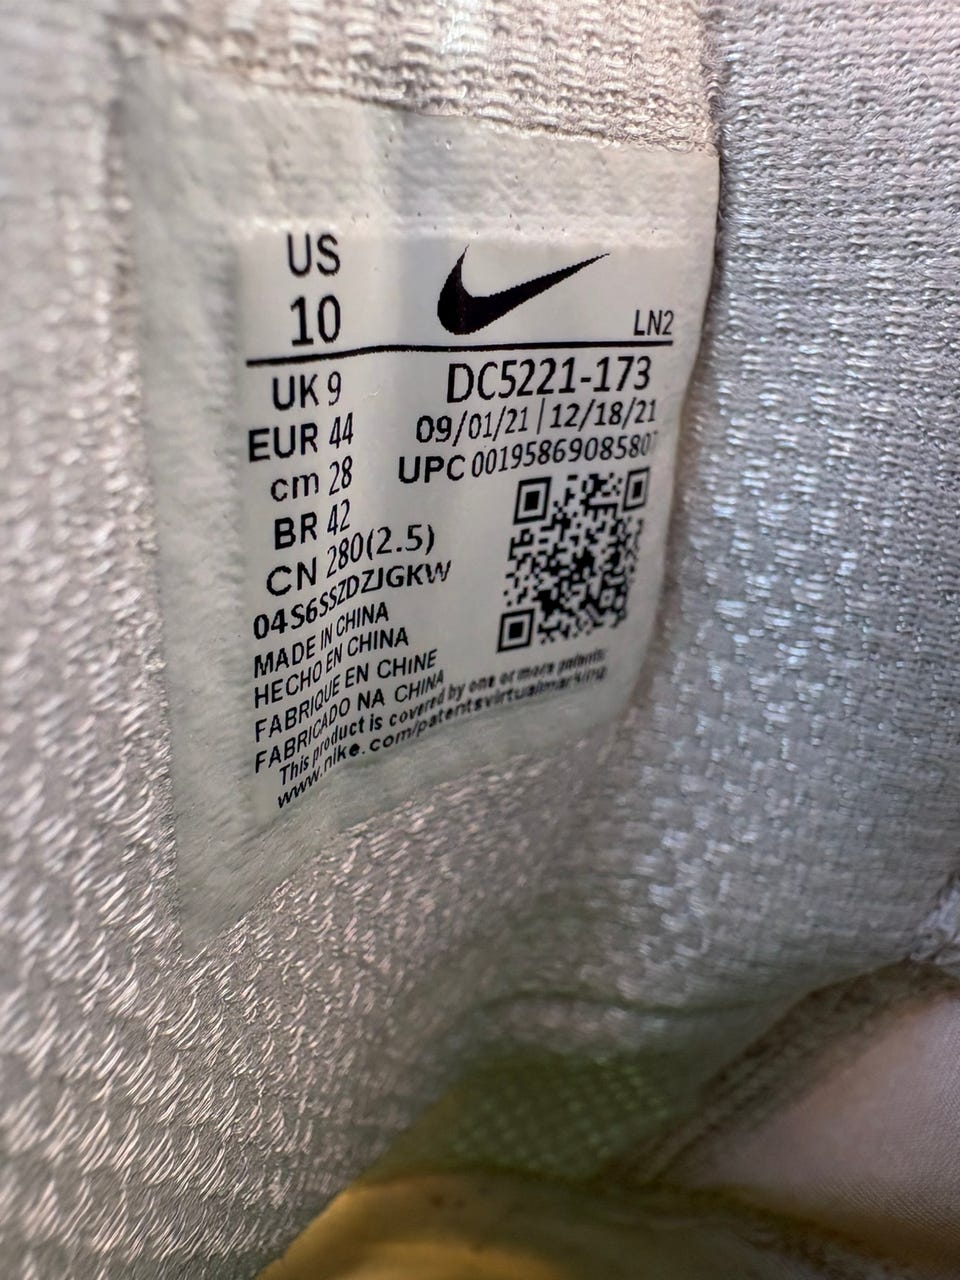 US
10
LN2
UK 9
DC5221-173
EUR 44
09/01/21 | 12/18/21
cm 28
UPC 00195869085807
BR 42
CN 280(2.5)
04S6SSZDZJGKW
MADE IN CHINA
HECHO EN CHINA
FABRIQUE EN CHINE
FABRICADO NA CHINA
This product is covered by one or more patents:
www.nike.com/patentsvirtualmarking